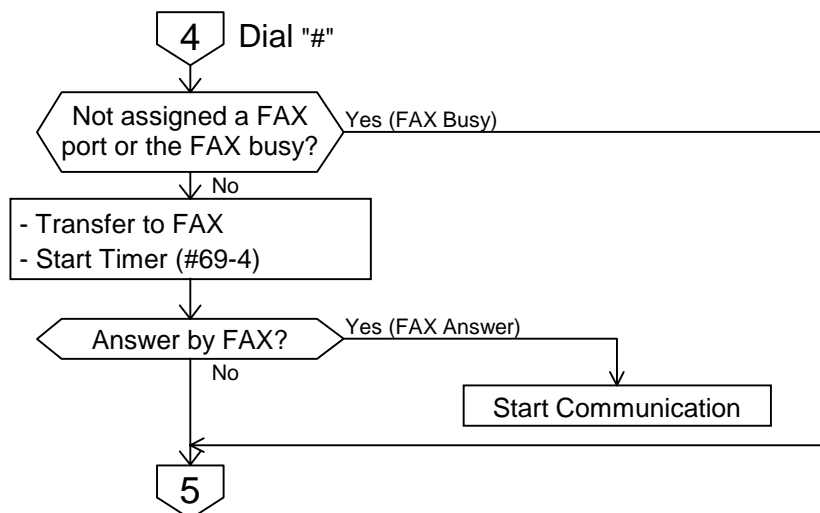 4 Dial "#"
Not assigned a FAX
port or the FAX busy?
Yes (FAX Busy)
No
- Transfer to FAX
- Start Timer (#69-4)
Answer by FAX?
Yes (FAX Answer)
No
Start Communication
5